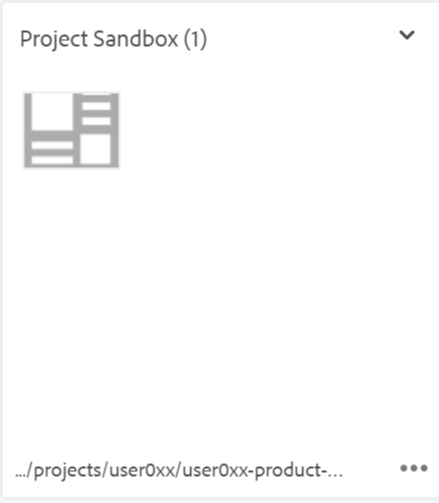 Project Sandbox (1)
.../projects/user0xx/user0xx-product-...